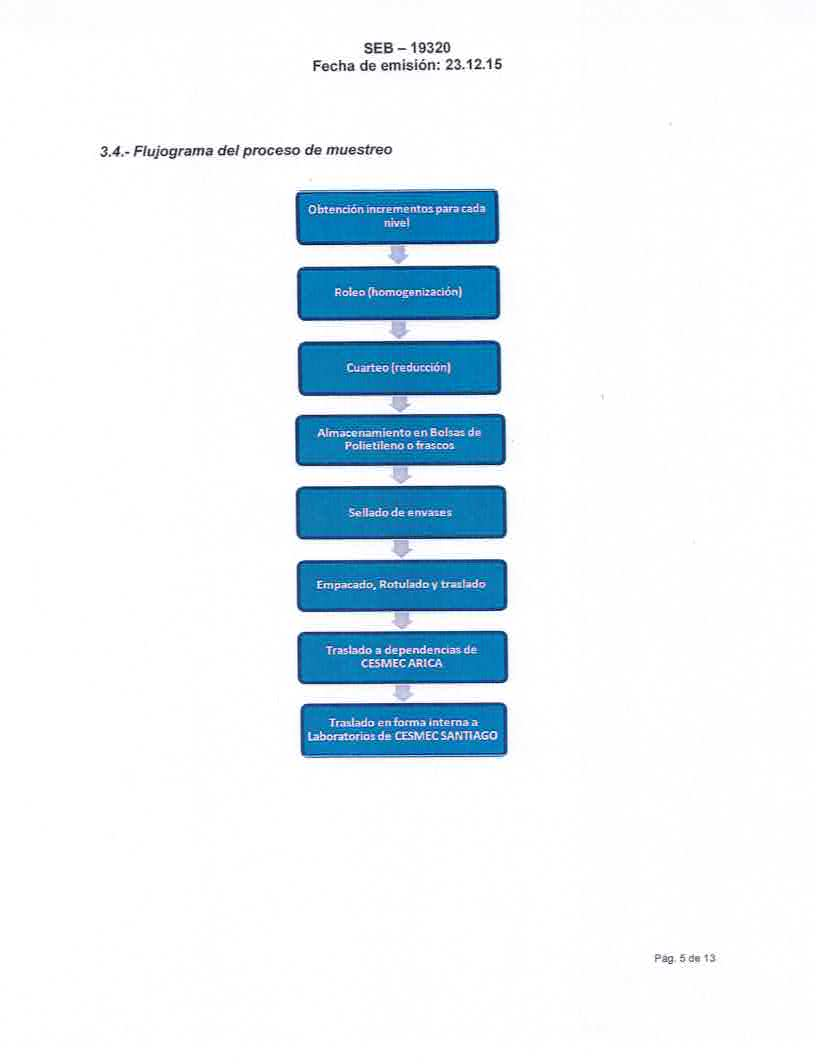 SEB – 19320
Fecha de emisión: 23.12.15
3.4.- Flujograma del proceso de muestreo
Obtención incrementos para cada
nivel
Roleo (homogenización)
Cuarteo (reducción)
Almacenamiento en Bolsas de
Polietileno o frascos
Sellado de envases
Empacado, Rotulado y traslado
Traslado a dependencias de
CESMEC ARICA
Traslado en forma interna a
Laboratorios de CESMEC SANTIAGO
Pág. 5 de 13